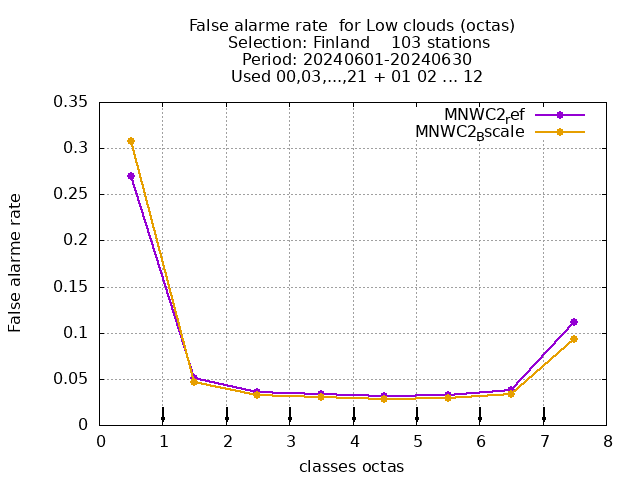 False alarme rate  for Low clouds (octas)
Selection: Finland    103 stations
Period: 20240601-20240630
Used 00,03,...,21 + 01 02 ... 12
MNWC2ref
MNWC2Bscale
0.35
0.3
0.25
0.2
0.15
0.1
0.05
0
False alarme rate
0 1 2 3 4 5 6 7 8
classes octas